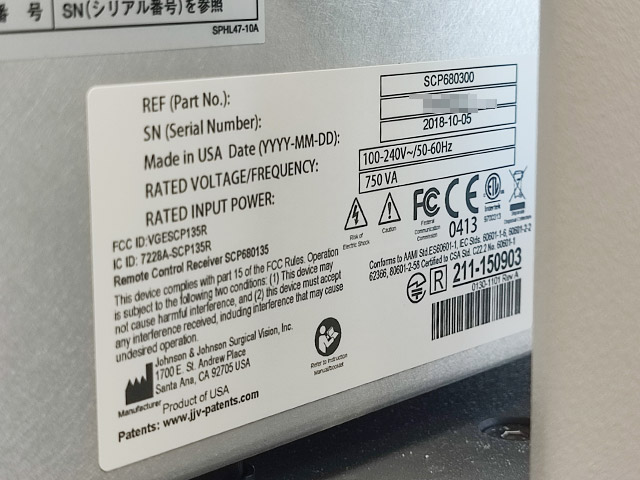 番 号 SN(シリアル番号)を参照
SPHL47-10A
REF (Part No.):
SCP680300
SN (Serial Number):
Made in USA Date (YYYY-MM-DD):
2018-10-05
RATED VOLTAGE/FREQUENCY:
100-240V~/50-60Hz
RATED INPUT POWER:
750 VA
FCC ID:VGESCP135R
IC ID: 7228A-SCP135R
Remote Control Receiver SCP680135
This device complies with part 15 of the FCC Rules. Operation
is subject to the following two conditions: (1) This device may
not cause harmful interference, and (2) this device must accept
any interference received, including interference that may cause
undesired operation.
Risk of
Electric Shock
Caution
FC
Federal
Communication
Commission
CE
0413
Intertek
Conforms to AAMI Std.ES60601-1, IEC Stds. 60601-1-6, 60601-2-2
62366, 60601-2-56 Certified to CSA Std. C22.2 No. 60601-1
R 211-150903
0130-1101 Rev A
Johnson & Johnson Surgical Vision, Inc.
1700 E. St. Andrew Place
Santa Ana, CA 92705 USA
Manufacturer
Product of USA
Patents: www.jjv-patents.com
Refer to Instruction
Manual/booklet